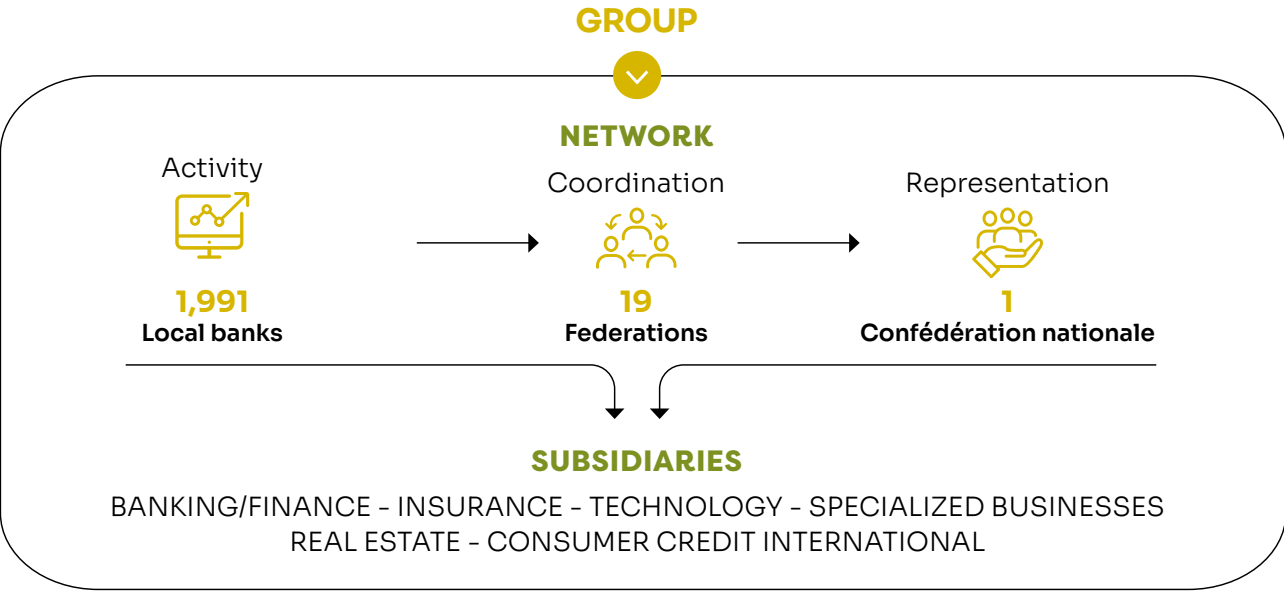 GROUP
NETWORK
Activity
1,991
Local banks
Coordination
19
Federations
Representation
1
Confédération nationale
SUBSIDIARIES
BANKING/FINANCE - INSURANCE - TECHNOLOGY - SPECIALIZED BUSINESSES
REAL ESTATE - CONSUMER CREDIT INTERNATIONAL